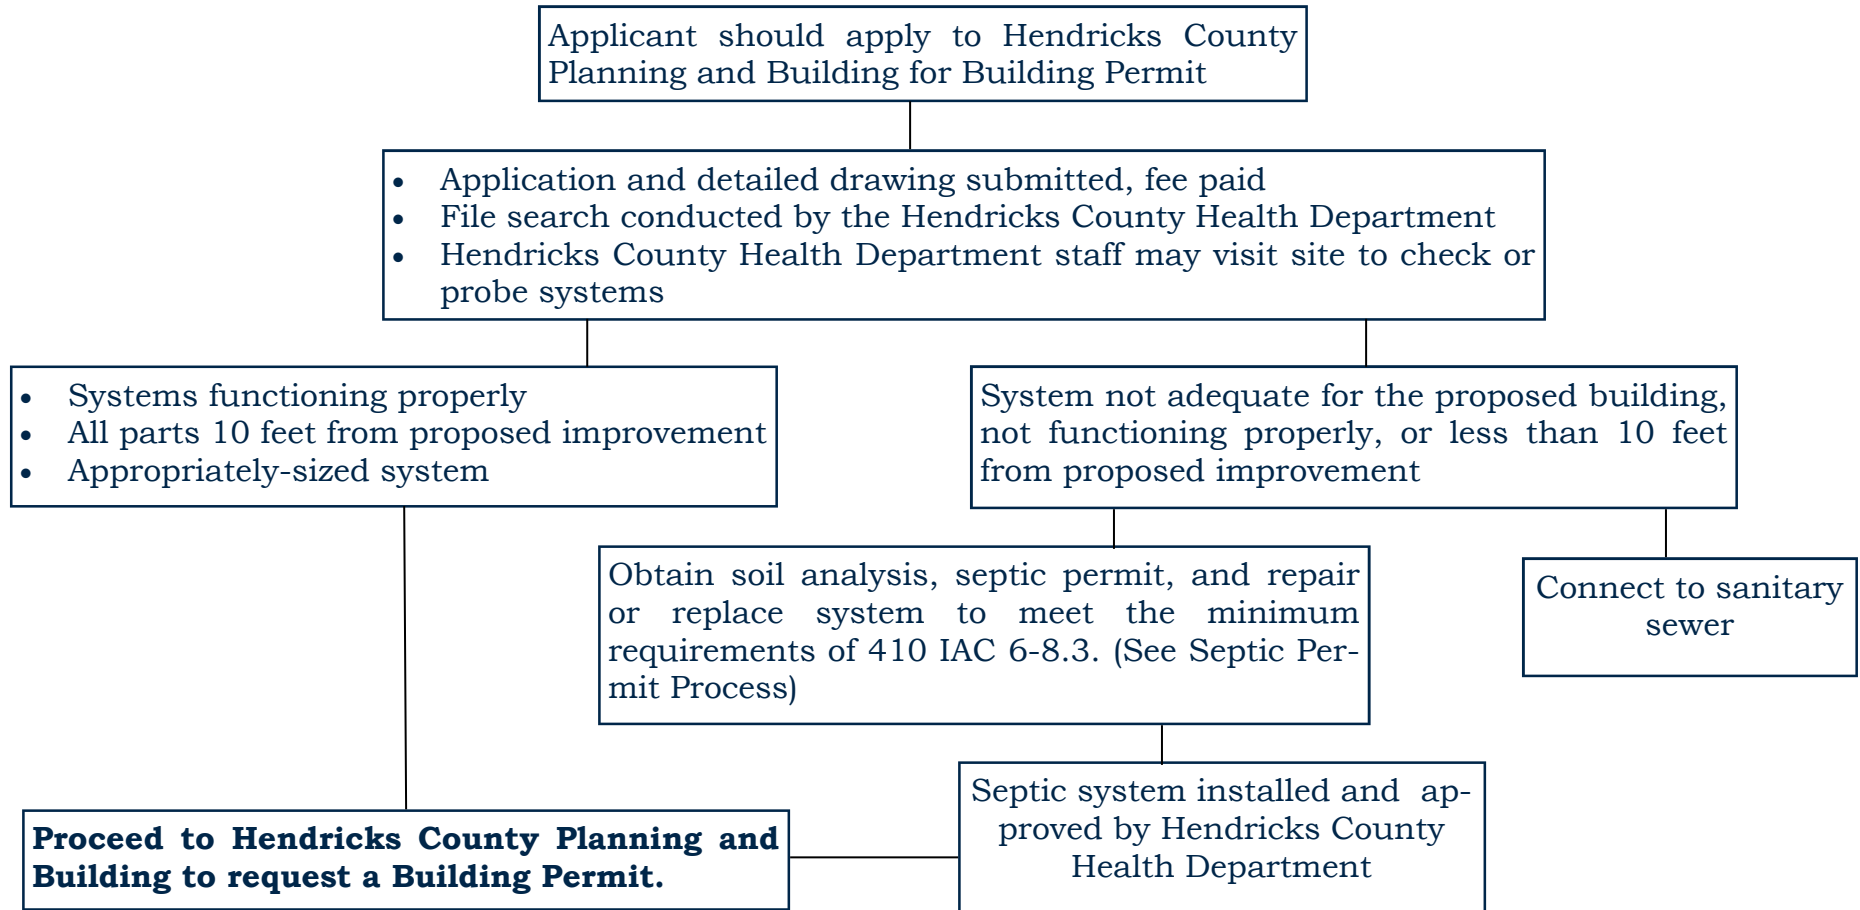 Applicant should apply to Hendricks County
Planning and Building for Building Permit
• Application and detailed drawing submitted, fee paid
• File search conducted by the Hendricks County Health Department
• Hendricks County Health Department staff may visit site to check or
probe systems
• Systems functioning properly
• All parts 10 feet from proposed improvement
• Appropriately-sized system
System not adequate for the proposed building,
not functioning properly, or less than 10 feet
from proposed improvement
Obtain soil analysis, septic permit, and repair
or replace system to meet the minimum
requirements of 410 IAC 6-8.3. (See Septic Per-
mit Process)
Connect to sanitary
sewer
Septic system installed and ap-
proved by Hendricks County
Health Department
Proceed to Hendricks County Planning and
Building to request a Building Permit.